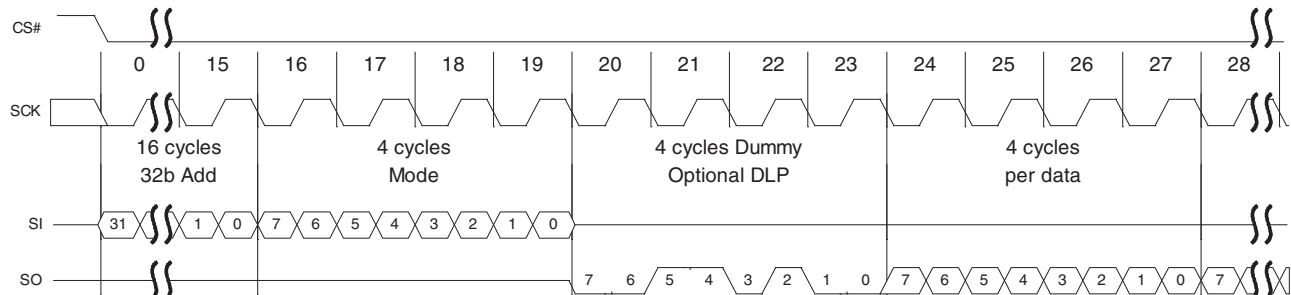 CS#
0 15 16 17 18 19 20 21 22 23 24 25 26 27 28
SCK
16 cycles 4 cycles 4 cycles Dummy 4 cycles
32b Add Mode Optional DLP per data
SI 31 1 0 7 6 5 4 3 2 1 0
SO 7 6 5 4 3 2 1 0 7 6 5 4 3 2 1 0 7